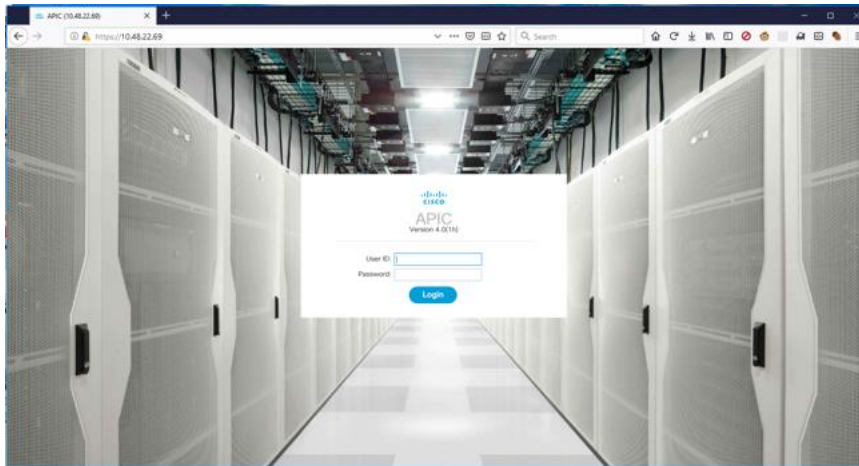 APIC (10.48.22.69)
https://10.48.22.69
Search
CISCO
APIC
Version 4.0(1h)
User ID:
Password:
Login